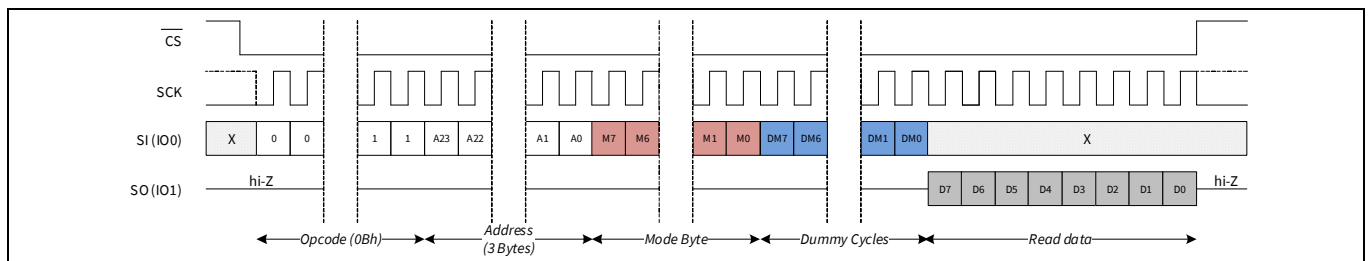 CS
SCK
SI (IO0) X 0 0 1 1 A23 A22 A1 A0 M7 M6 M1 M0 DM7 DM6 DM1 DM0 X
hi-Z hi-Z
SO (IO1) D7 D6 D5 D4 D3 D2 D1 D0
Opcode (0Bh) Address (3 Bytes) Mode Byte Dummy Cycles Read data